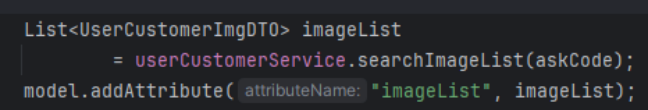 List<UserCustomerImgDTO> imageList
= userCustomerService.searchImageList(askCode);
model.addAttribute( attributeName: "imageList", imageList);